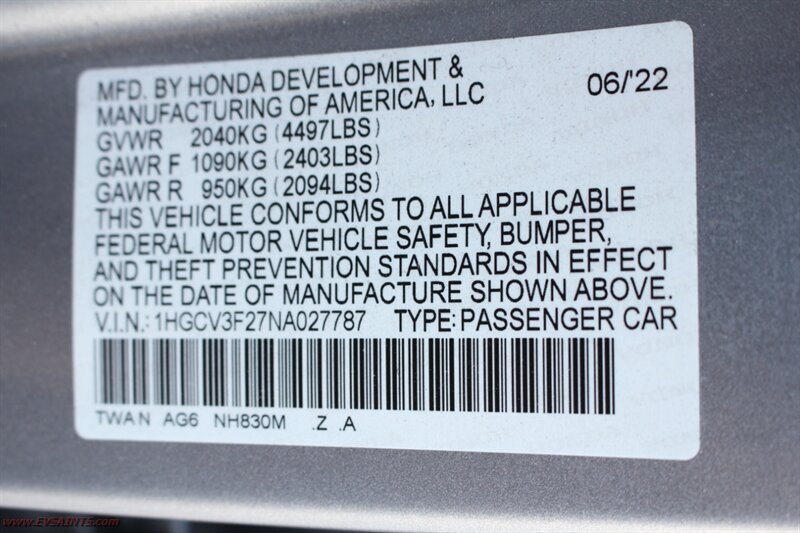 MFD. BY HONDA DEVELOPMENT &
MANUFACTURING OF AMERICA, LLC 06/'22
GVWR 2040KG (4497LBS)
GAWR F 1090KG (2403LBS)
GAWR R 950KG (2094LBS)
THIS VEHICLE CONFORMS TO ALL APPLICABLE
FEDERAL MOTOR VEHICLE SAFETY, BUMPER,
AND THEFT PREVENTION STANDARDS IN EFFECT
ON THE DATE OF MANUFACTURE SHOWN ABOVE.
V.I.N.: 1HGCV3F27NA027787 TYPE: PASSENGER CAR
TWA N AG6 NH830M .Z .A
www.EVSAINTS.com